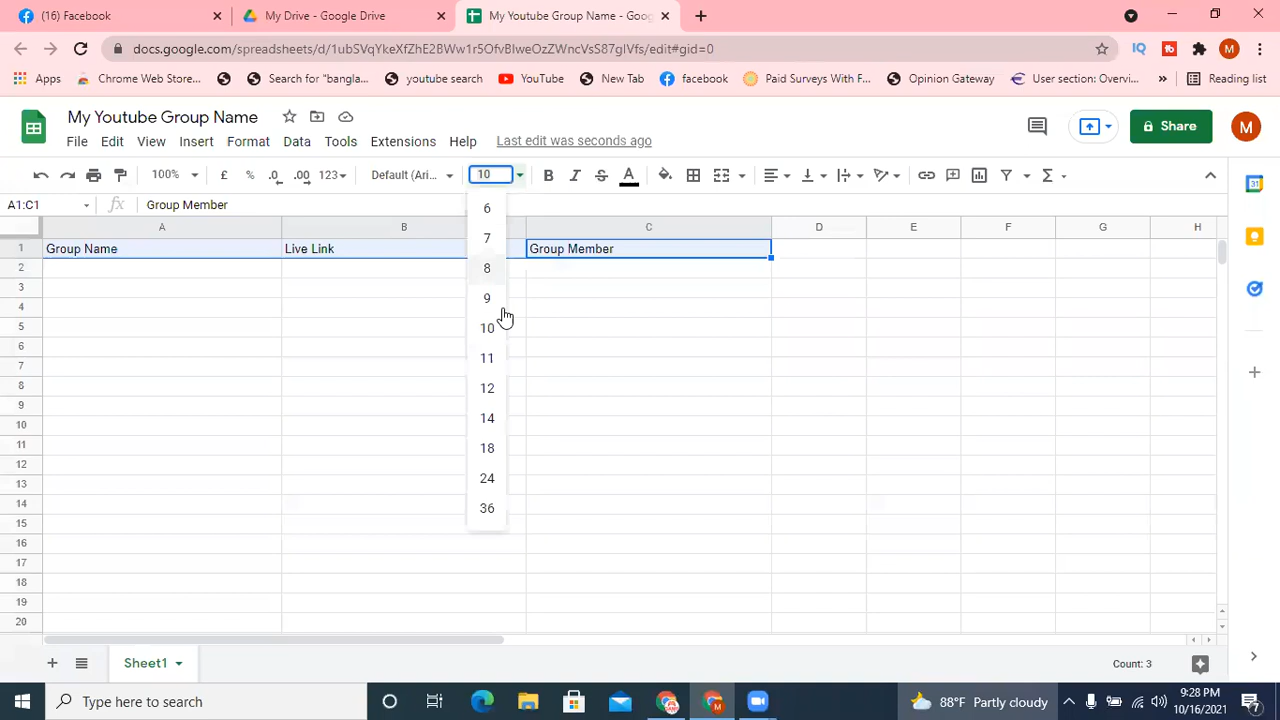 (16) Facebook
My Drive - Google Drive
My Youtube Group Name - Goog
docs.google.com/spreadsheets/d/1ubSVqYkeXfZhE2BWw1r5OfvBlweOzZWncVsS87glVfs/edit#gid=0
IQ
M
Apps
Chrome Web Store...
Search for "bangla...
youtube search
YouTube
New Tab
facebook
Paid Surveys With F...
Opinion Gateway
User section: Overvi...
Reading list
My Youtube Group Name
Share
M
File Edit View Insert Format Data Tools Extensions Help Last edit was seconds ago
100% £ % .0 .00 123 Default (Ari... 10 B I S A
A1:C1 fx Group Member
A B C D E F G H
1 Group Name Live Link Group Member
2
3
4
5
6
7
8
9
10
11
12
13
14
15
16
17
18
19
20
6
7
8
9
10
11
12
14
18
24
36
31
Sheet1
Count: 3
Type here to search
M
88°F Partly cloudy
9:28 PM
10/16/2021
7